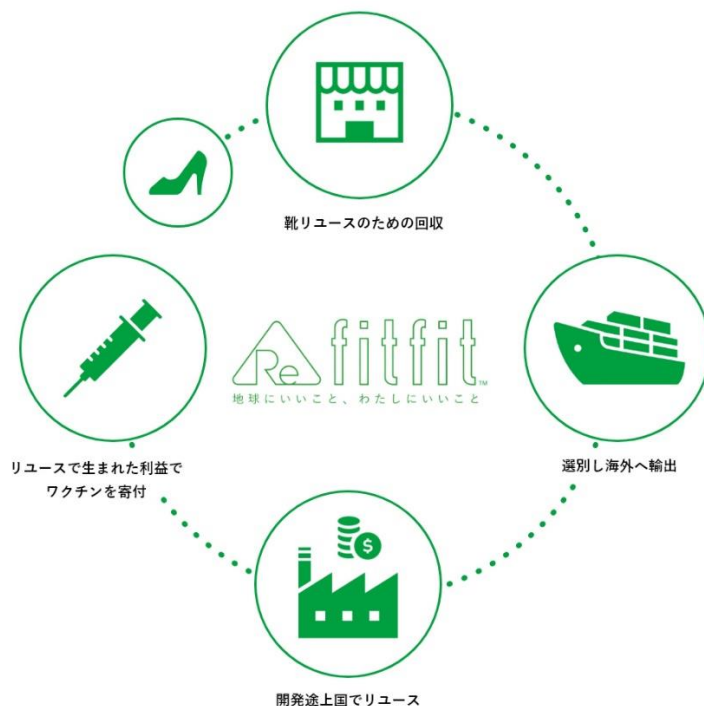 靴リユースのための回収
Re fitfit™
地球にいいこと、わたしにいいこと
リユースで生まれた利益で
ワクチンを寄付
選別し海外へ輸出
$
開発途上国でリユース